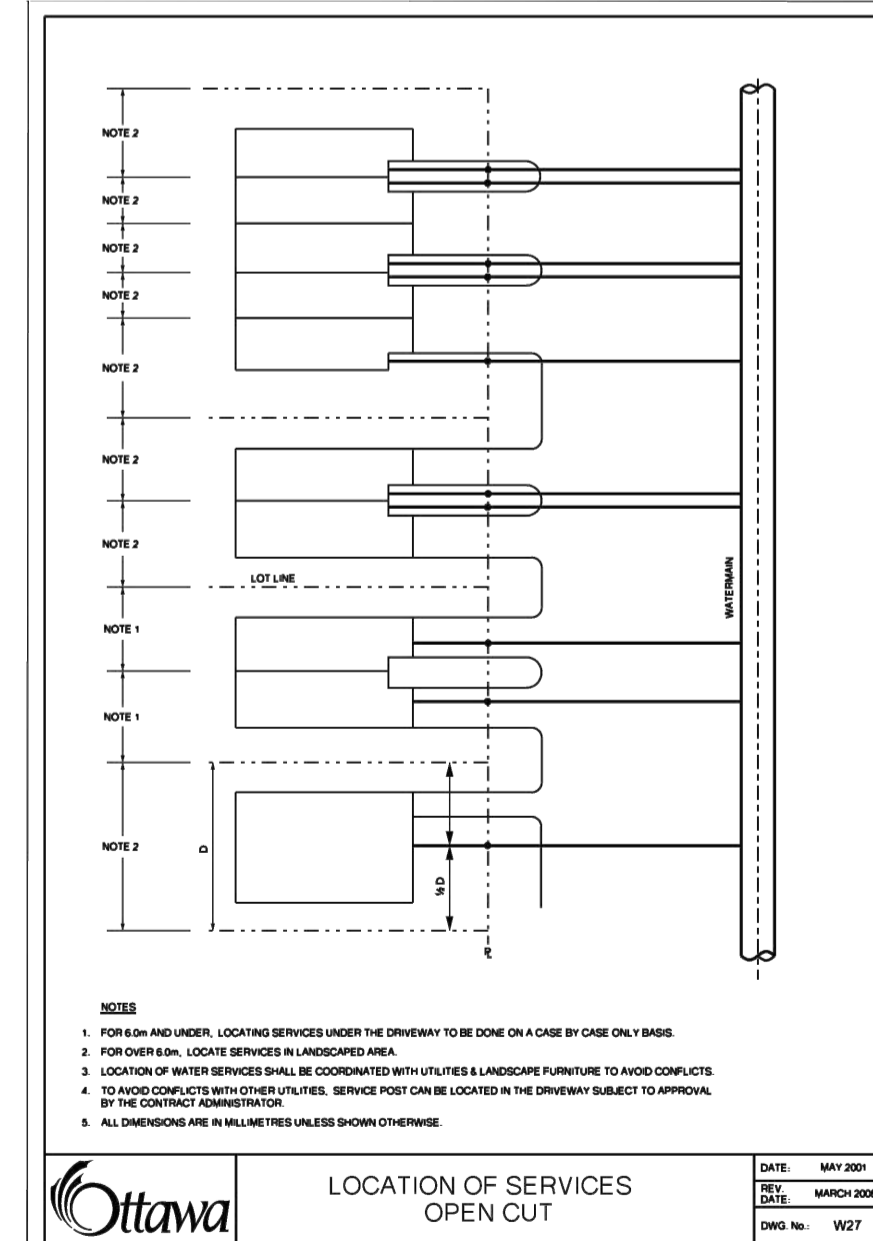 NOTE 2
NOTE 2
NOTE 2
NOTE 2
NOTE 2
NOTE 2
NOTE 2
LOT LINE
WATERMAIN
NOTE 1
NOTE 1
NOTE 2
D
½ D
PL
NOTES
1. FOR 6.0m AND UNDER, LOCATING SERVICES UNDER THE DRIVEWAY TO BE DONE ON A CASE BY CASE ONLY BASIS.
2. FOR OVER 6.0m, LOCATE SERVICES IN LANDSCAPED AREA.
3. LOCATION OF WATER SERVICES SHALL BE COORDINATED WITH UTILITIES & LANDSCAPE FURNITURE TO AVOID CONFLICTS.
4. TO AVOID CONFLICTS WITH OTHER UTILITIES, SERVICE POST CAN BE LOCATED IN THE DRIVEWAY SUBJECT TO APPROVAL
BY THE CONTRACT ADMINISTRATOR.
5. ALL DIMENSIONS ARE IN MILLIMETRES UNLESS SHOWN OTHERWISE.
Ottawa
LOCATION OF SERVICES
OPEN CUT
DATE: MAY 2001
REV.
DATE: MARCH
DWG. No.: W27